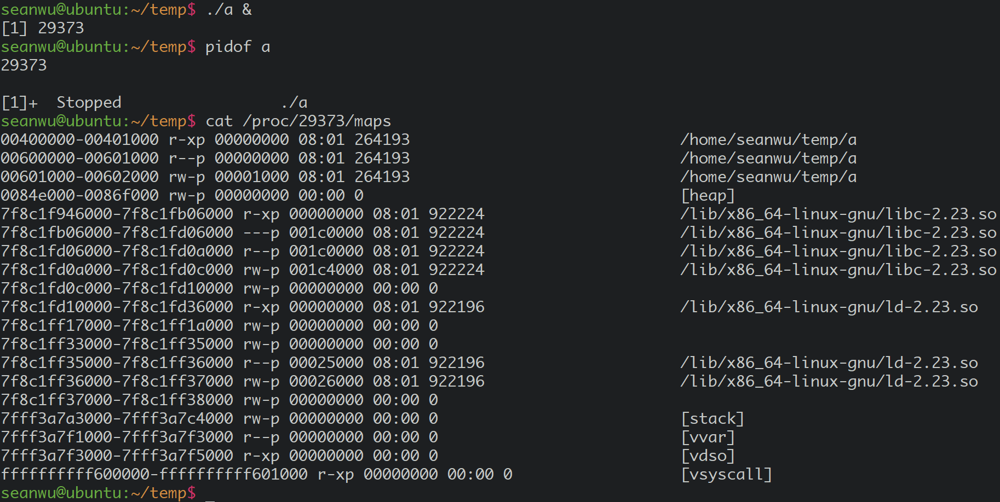 seanwu@ubuntu:~/temp$ ./a &
[1] 29373
seanwu@ubuntu:~/temp$ pidof a
29373
[1]+  Stopped                 ./a
seanwu@ubuntu:~/temp$ cat /proc/29373/maps
00400000-00401000 r-xp 00000000 08:01 264193                             /home/seanwu/temp/a
00600000-00601000 r--p 00000000 08:01 264193                             /home/seanwu/temp/a
00601000-00602000 rw-p 00001000 08:01 264193                             /home/seanwu/temp/a
0084e000-0086f000 rw-p 00000000 00:00 0                                  [heap]
7f8c1f946000-7f8c1fb06000 r-xp 00000000 08:01 922224                     /lib/x86_64-linux-gnu/libc-2.23.so
7f8c1fb06000-7f8c1fd06000 ---p 001c0000 08:01 922224                     /lib/x86_64-linux-gnu/libc-2.23.so
7f8c1fd06000-7f8c1fd0a000 r--p 001c0000 08:01 922224                     /lib/x86_64-linux-gnu/libc-2.23.so
7f8c1fd0a000-7f8c1fd0c000 rw-p 001c4000 08:01 922224                     /lib/x86_64-linux-gnu/libc-2.23.so
7f8c1fd0c000-7f8c1fd10000 rw-p 00000000 00:00 0
7f8c1fd10000-7f8c1fd36000 r-xp 00000000 08:01 922196                     /lib/x86_64-linux-gnu/ld-2.23.so
7f8c1ff17000-7f8c1ff1a000 rw-p 00000000 00:00 0
7f8c1ff33000-7f8c1ff35000 rw-p 00000000 00:00 0
7f8c1ff35000-7f8c1ff36000 r--p 00025000 08:01 922196                     /lib/x86_64-linux-gnu/ld-2.23.so
7f8c1ff36000-7f8c1ff37000 rw-p 00026000 08:01 922196                     /lib/x86_64-linux-gnu/ld-2.23.so
7f8c1ff37000-7f8c1ff38000 rw-p 00000000 00:00 0
7fff3a7a3000-7fff3a7c4000 rw-p 00000000 00:00 0                          [stack]
7fff3a7f1000-7fff3a7f3000 r--p 00000000 00:00 0                          [vvar]
7fff3a7f3000-7fff3a7f5000 r-xp 00000000 00:00 0                          [vdso]
ffffffffff600000-ffffffffff601000 r-xp 00000000 00:00 0                  [vsyscall]
seanwu@ubuntu:~/temp$